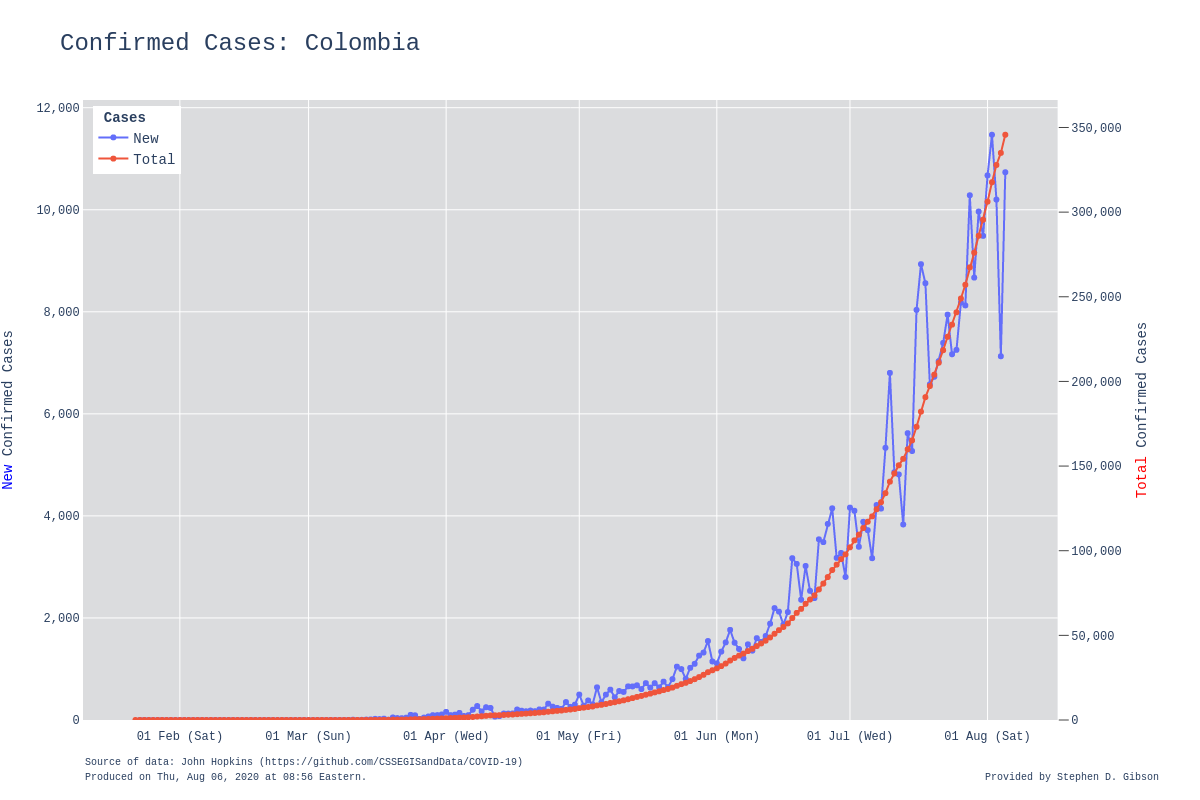 Confirmed Cases: Colombia
Cases
New
Total
12,000
10,000
8,000
6,000
4,000
2,000
0
350,000
300,000
250,000
200,000
150,000
100,000
50,000
0
New Confirmed Cases
Total Confirmed Cases
01 Feb (Sat)
01 Mar (Sun)
01 Apr (Wed)
01 May (Fri)
01 Jun (Mon)
01 Jul (Wed)
01 Aug (Sat)
Source of data: John Hopkins (https://github.com/CSSEGISandData/COVID-19)
Produced on Thu, Aug 06, 2020 at 08:56 Eastern.
Provided by Stephen D. Gibson